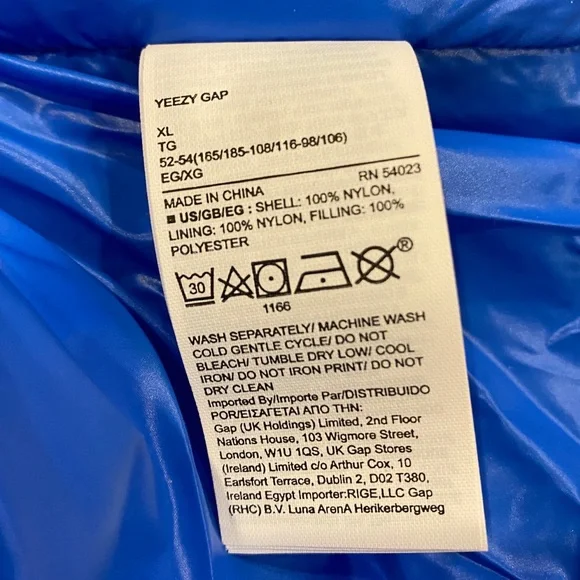 YEEZY GAP
XL
TG
52-54(165/185-108/116-98/106)
EG/XG
MADE IN CHINA RN 54023
■ US/GB/EG : SHELL: 100% NYLON,
LINING: 100% NYLON, FILLING: 100%
POLYESTER
30 ®
1166
WASH SEPARATELY/ MACHINE WASH
COLD GENTLE CYCLE/ DO NOT
BLEACH/ TUMBLE DRY LOW/ COOL
IRON/ DO NOT IRON PRINT/ DO NOT
DRY CLEAN
Imported By/Importe Par/DISTRIBUIDO
POR/ΕΙΣΑΓΕΤΑΙ ΑΠΟ ΤΗΝ:
Gap (UK Holdings) Limited, 2nd Floor
Nations House, 103 Wigmore Street,
London, W1U 1QS, UK Gap Stores
(Ireland) Limited c/o Arthur Cox, 10
Earlsfort Terrace, Dublin 2, D02 T380,
Ireland Egypt Importer:RIGE,LLC Gap
(RHC) B.V. Luna ArenA Herikerbergweg